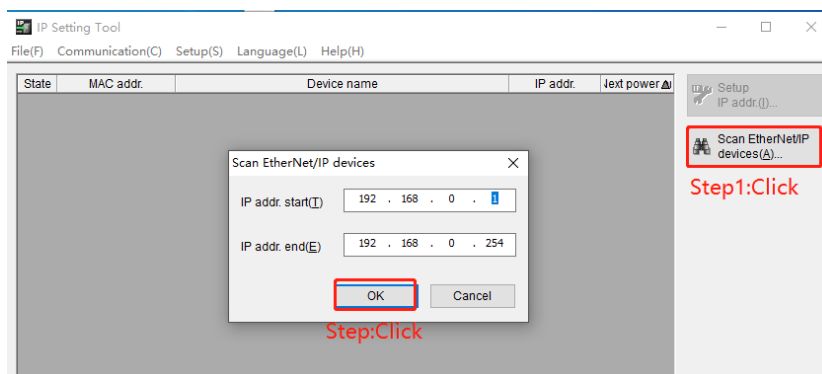 IP Setting Tool
File(F) Communication(C) Setup(S) Language(L) Help(H)
State MAC addr. Device name IP addr. Next power
Setup
IP addr.(I)...
Scan EtherNet/IP
devices(A)...
Step1:Click
Scan EtherNet/IP devices
IP addr. start(T) 192 . 168 . 0 . 1
IP addr. end(E) 192 . 168 . 0 . 254
OK Cancel
Step:Click